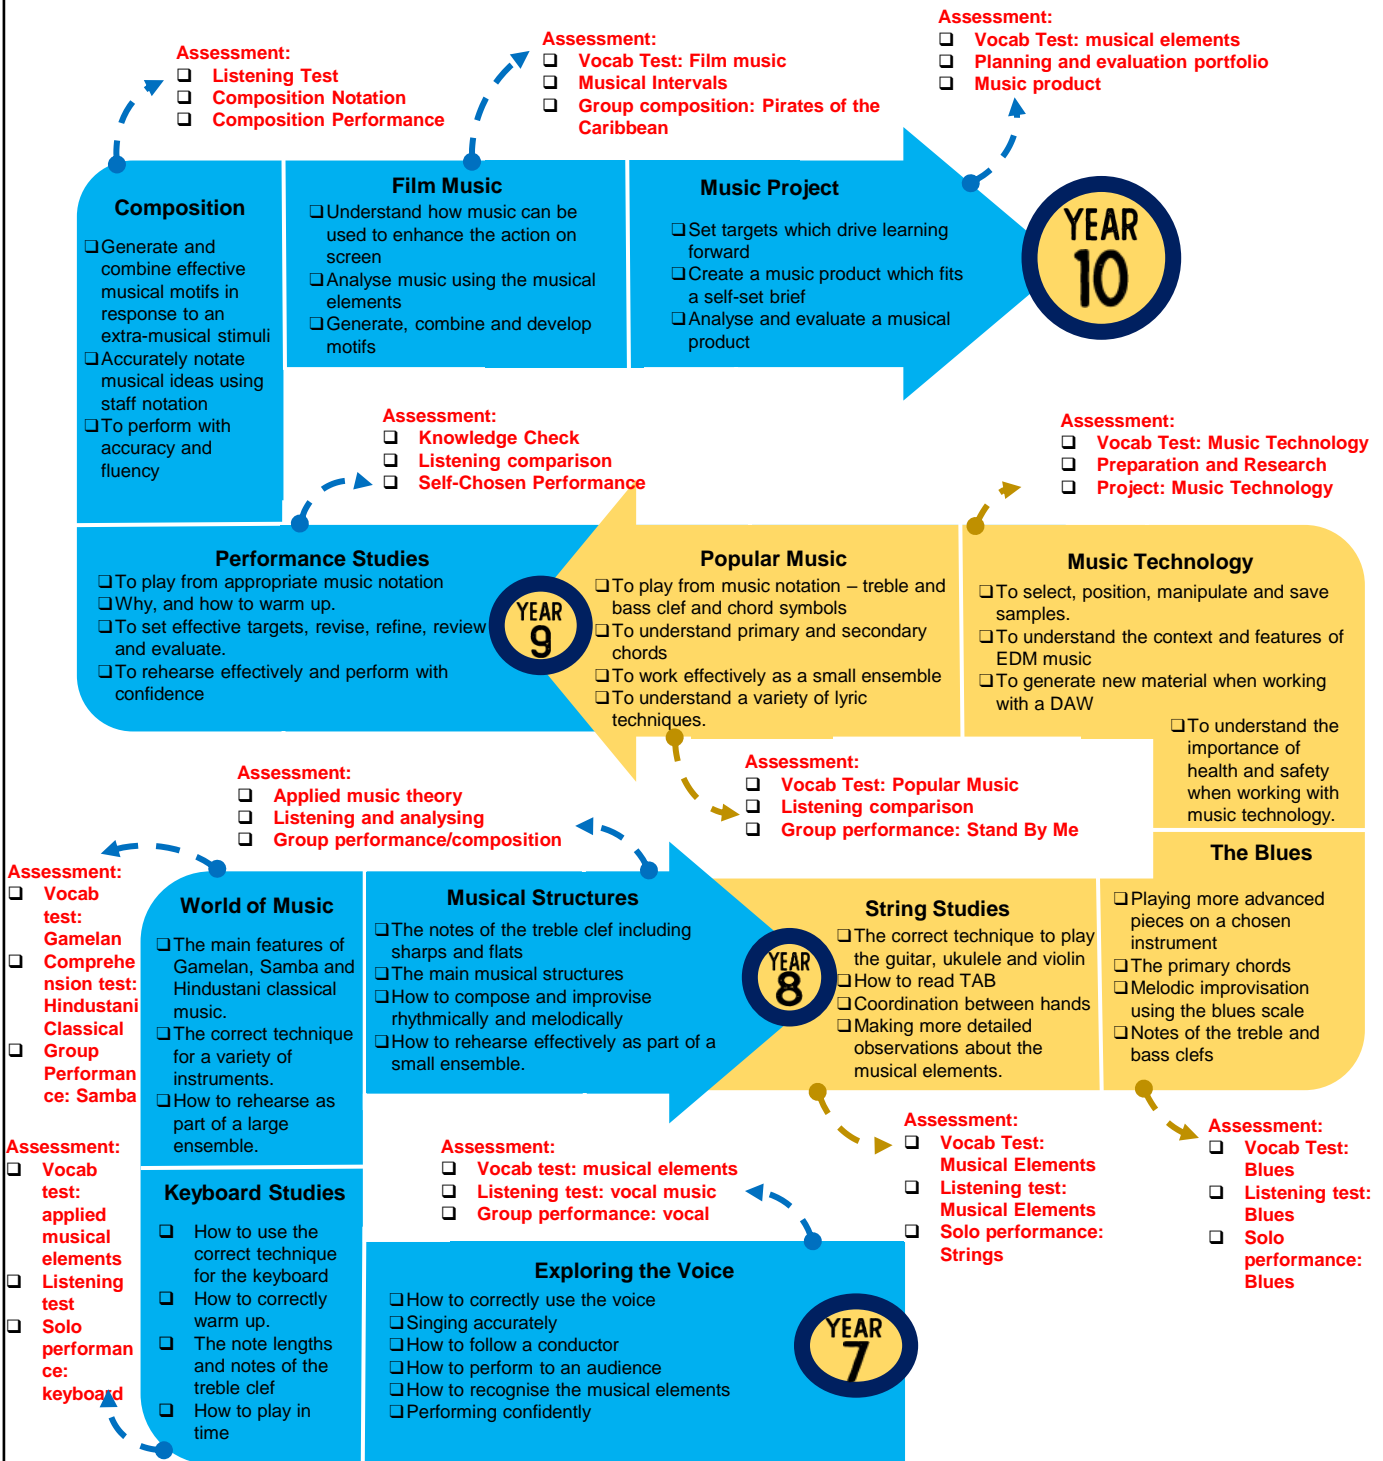 Assessment:
Listening Test
Composition Notation
Composition Performance
Assessment:
Vocab Test: Film music
Musical Intervals
Group composition: Pirates of the
Caribbean
Assessment:
Vocab Test: musical elements
Planning and evaluation portfolio
Music product
Composition
Generate and
combine effective
musical motifs in
response to an
extra-musical stimuli
Accurately notate
musical ideas using
staff notation
To perform with
accuracy and
fluency
Film Music
Understand how music can be
used to enhance the action on
screen
Analyse music using the musical
elements
Generate, combine and develop
motifs
Music Project
Set targets which drive learning
forward
Create a music product which fits
a self-set brief
Analyse and evaluate a musical
product
YEAR
10
Assessment:
Knowledge Check
Listening comparison
Self-Chosen Performance
Assessment:
Vocab Test: Music Technology
Preparation and Research
Project: Music Technology
Performance Studies
To play from appropriate music notation
Why, and how to warm up.
To set effective targets, revise, refine, review
and evaluate.
To rehearse effectively and perform with
confidence
YEAR
9
Popular Music
To play from music notation – treble and
bass clef and chord symbols
To understand primary and secondary
chords
To work effectively as a small ensemble
To understand a variety of lyric
techniques.
Music Technology
To select, position, manipulate and save
samples.
To understand the context and features of
EDM music
To generate new material when working
with a DAW
To understand the
importance of
health and safety
when working with
music technology.
Assessment:
Applied music theory
Listening and analysing
Group performance/composition
Assessment:
Vocab Test: Popular Music
Listening comparison
Group performance: Stand By Me
Assessment:
Vocab
test:
Gamelan
Comprehe
nsion test:
Hindustani
Classical
Group
Performan
ce: Samba
World of Music
The main features of
Gamelan, Samba and
Hindustani classical
music.
The correct technique
for a variety of
instruments.
How to rehearse as
part of a large
ensemble.
Musical Structures
The notes of the treble clef including
sharps and flats
The main musical structures
How to compose and improvise
rhythmically and melodically
How to rehearse effectively as part of a
small ensemble.
YEAR
8
String Studies
The correct technique to play
the guitar, ukulele and violin
How to read TAB
Coordination between hands
Making more detailed
observations about the
musical elements.
The Blues
Playing more advanced
pieces on a chosen
instrument
The primary chords
Melodic improvisation
using the blues scale
Notes of the treble and
bass clefs
Assessment:
Vocab
test:
applied
musical
elements
Listening
test
Solo
performan
ce:
keyboard
Keyboard Studies
How to use the
correct technique
for the keyboard
How to correctly
warm up.
The note lengths
and notes of the
treble clef
How to play in
time
Assessment:
Vocab test: musical elements
Listening test: vocal music
Group performance: vocal
Exploring the Voice
How to correctly use the voice
Singing accurately
How to follow a conductor
How to perform to an audience
How to recognise the musical elements
Performing confidently
YEAR
7
Assessment:
Vocab Test:
Musical Elements
Listening test:
Musical Elements
Solo performance:
Strings
Assessment:
Vocab Test:
Blues
Listening test:
Blues
Solo
performance:
Blues